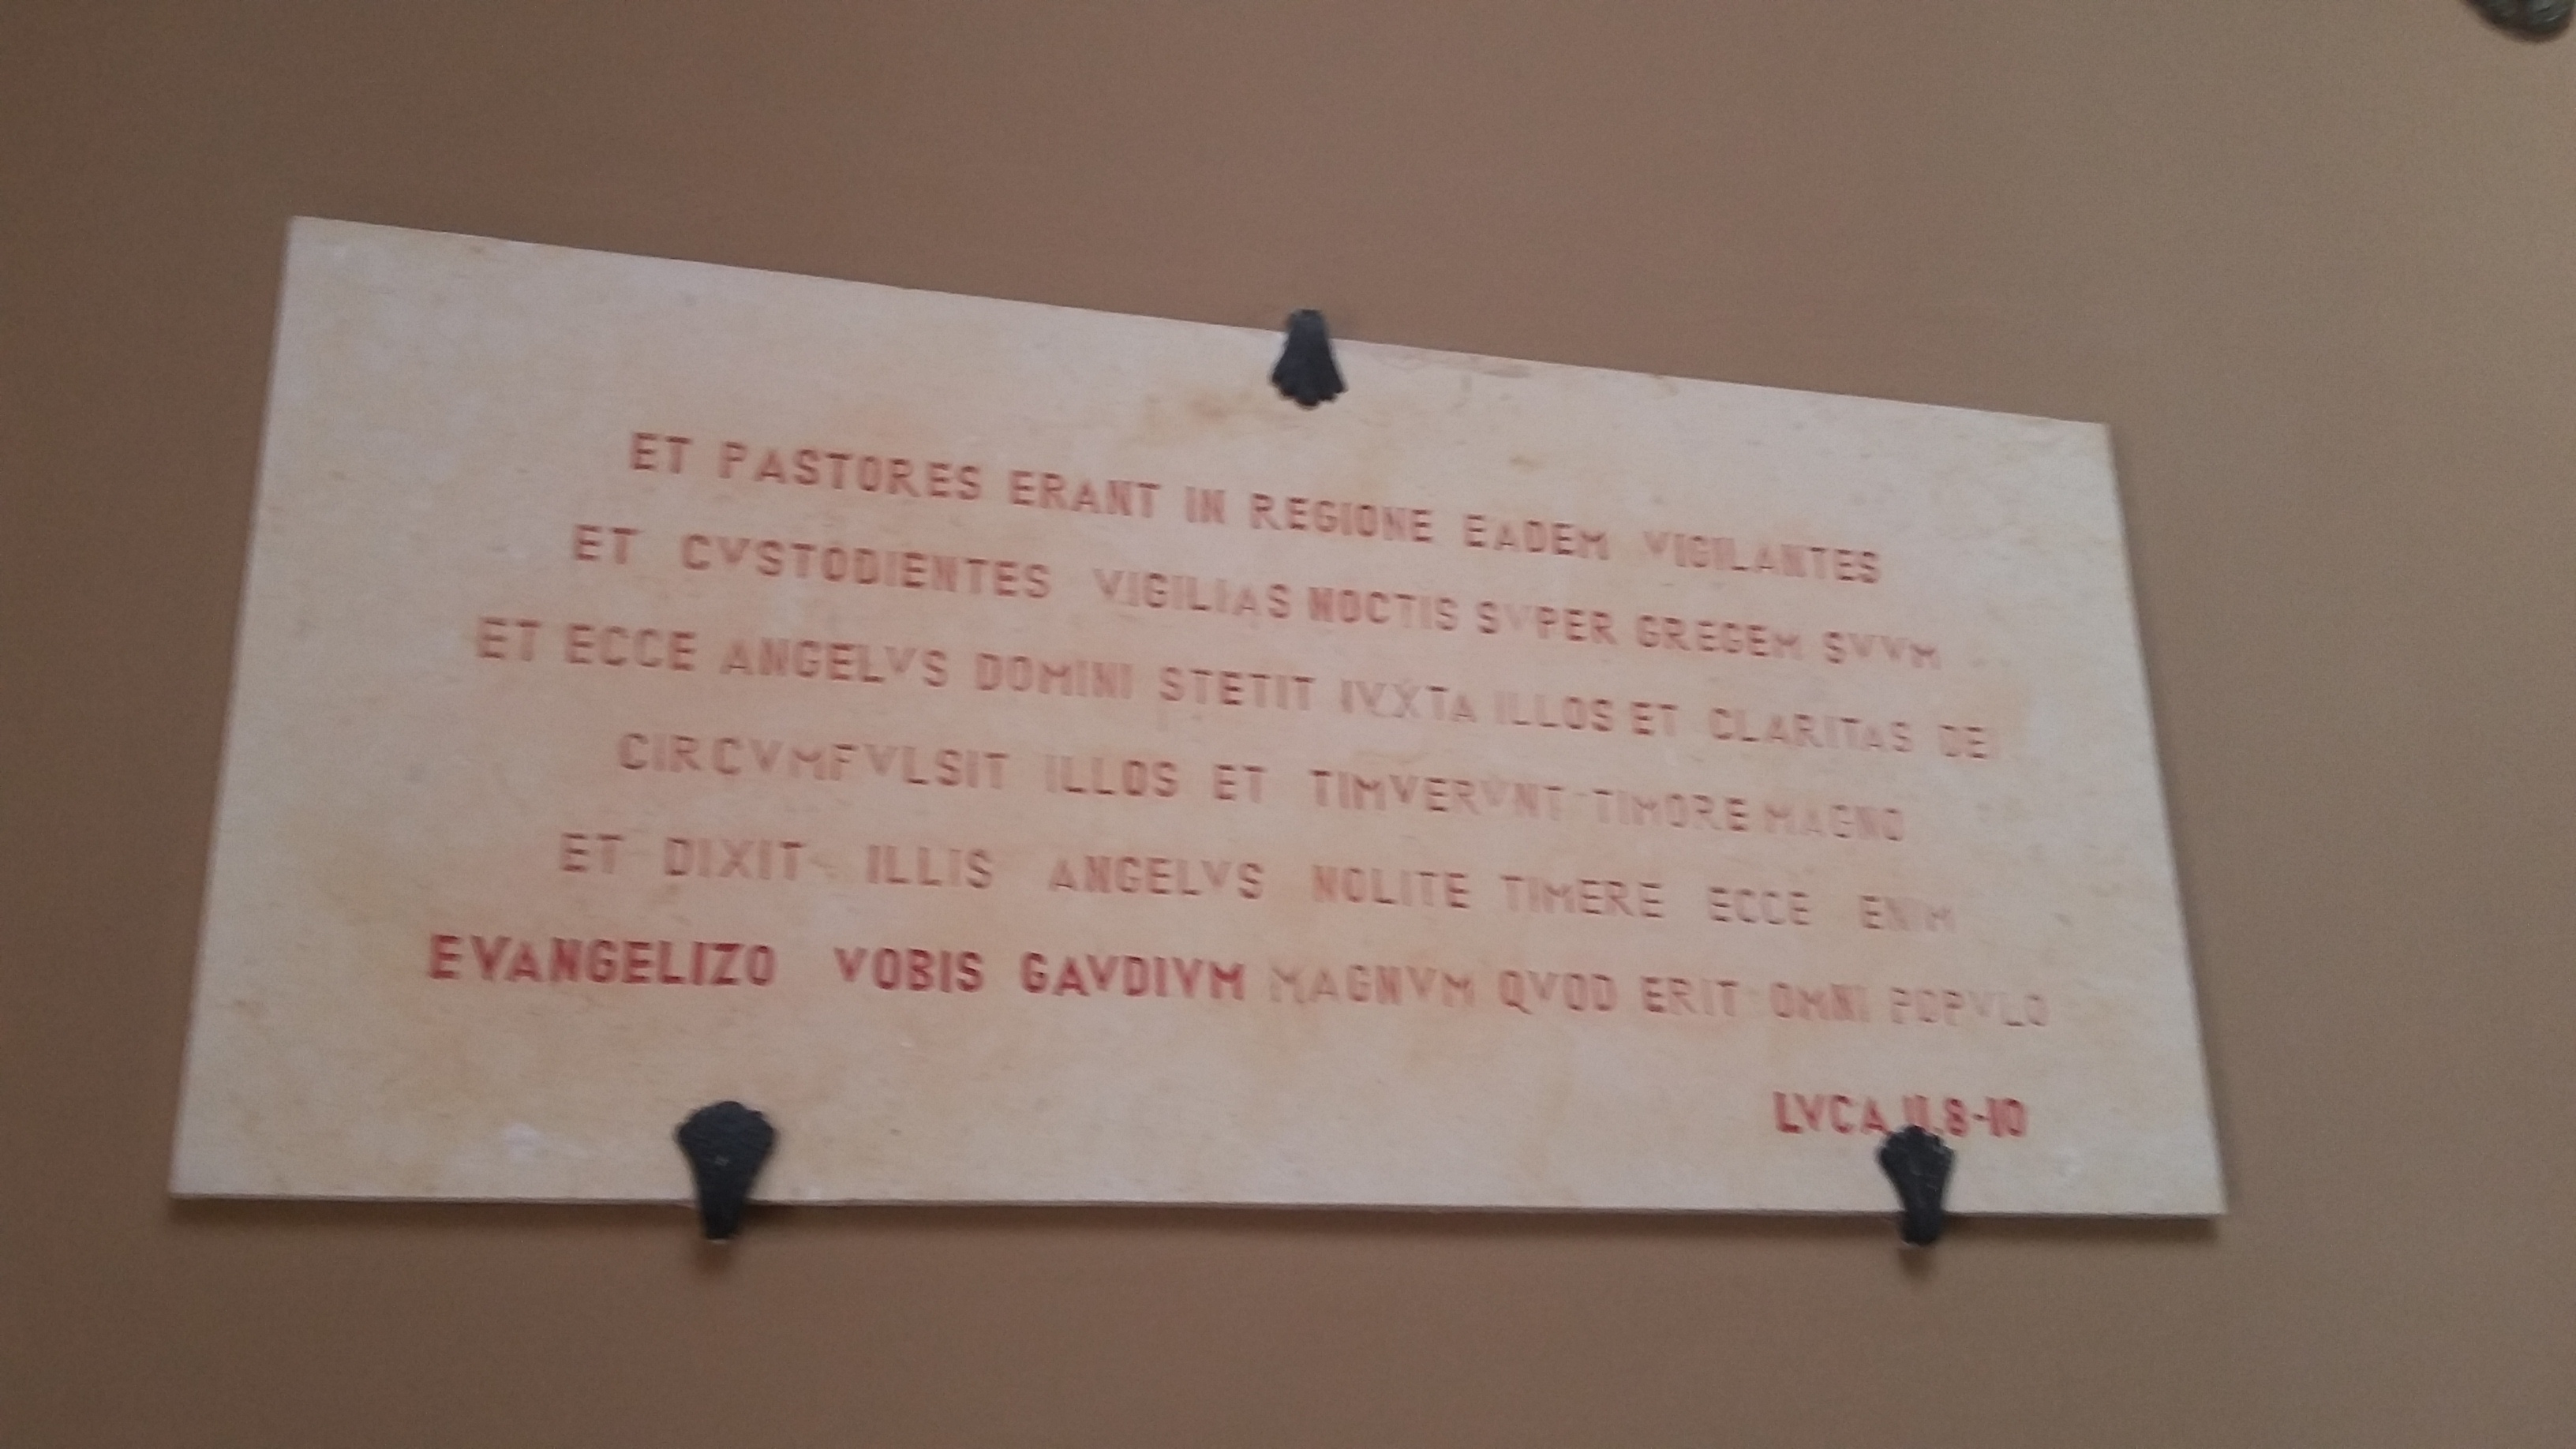 ET PASTORES ERANT IN REGIONE EADEM VIGILANTES
ET CVSTODIENTES VIGILIAS NOCTIS SVPER GREGEM SVVM
ET ECCE ANGELVS DOMINI STETIT IVXTA ILLOS ET CLARITAS DEI
CIRCVMFVLSIT ILLOS ET TIMVERVNT TIMORE MAGNO
ET DIXIT ILLIS ANGELVS NOLITE TIMERE ECCE ENIM
EVANGELIZO VOBIS GAVDIVM MAGNVM QVOD ERIT OMNI POPVLO
LVCA II.8-10